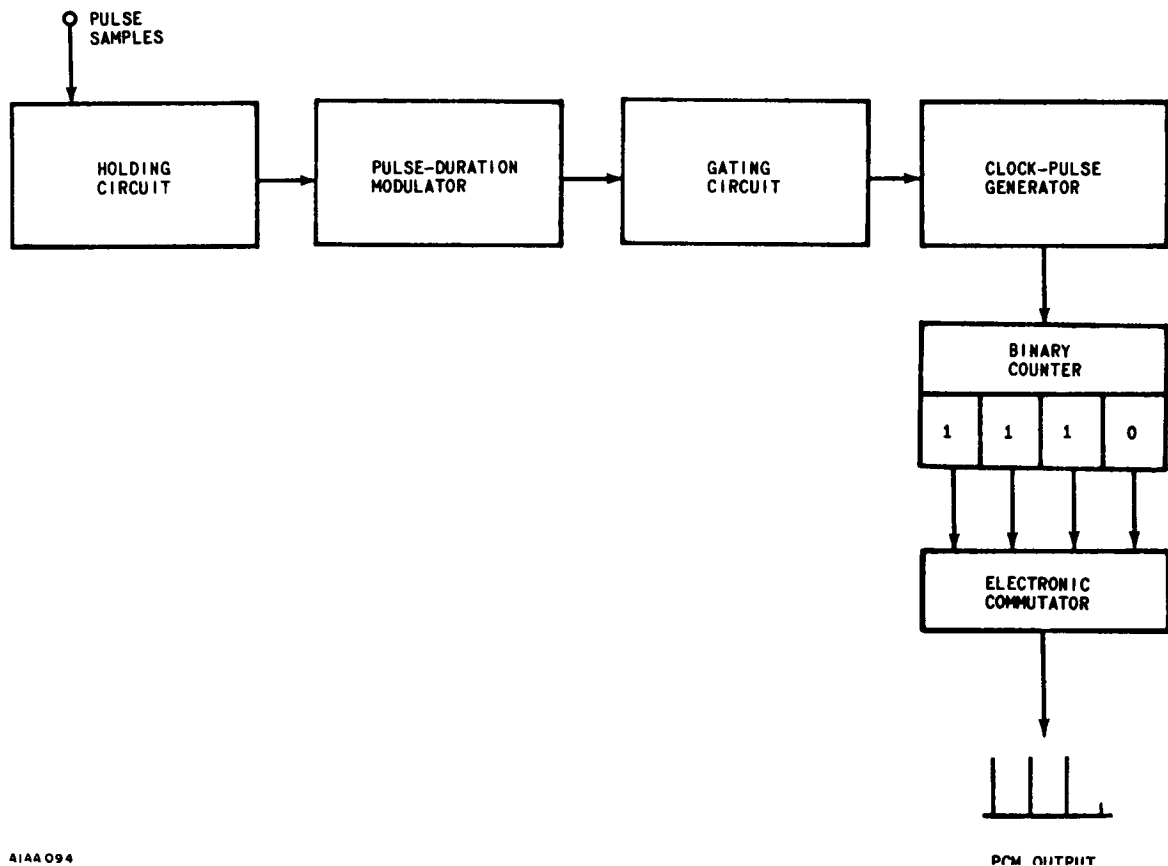 PULSE
SAMPLES
HOLDING
CIRCUIT
PULSE-DURATION
MODULATOR
GATING
CIRCUIT
CLOCK-PULSE
GENERATOR
BINARY
COUNTER
1 1 1 0
ELECTRONIC
COMMUTATOR
PCM OUTPUT
A1AA094